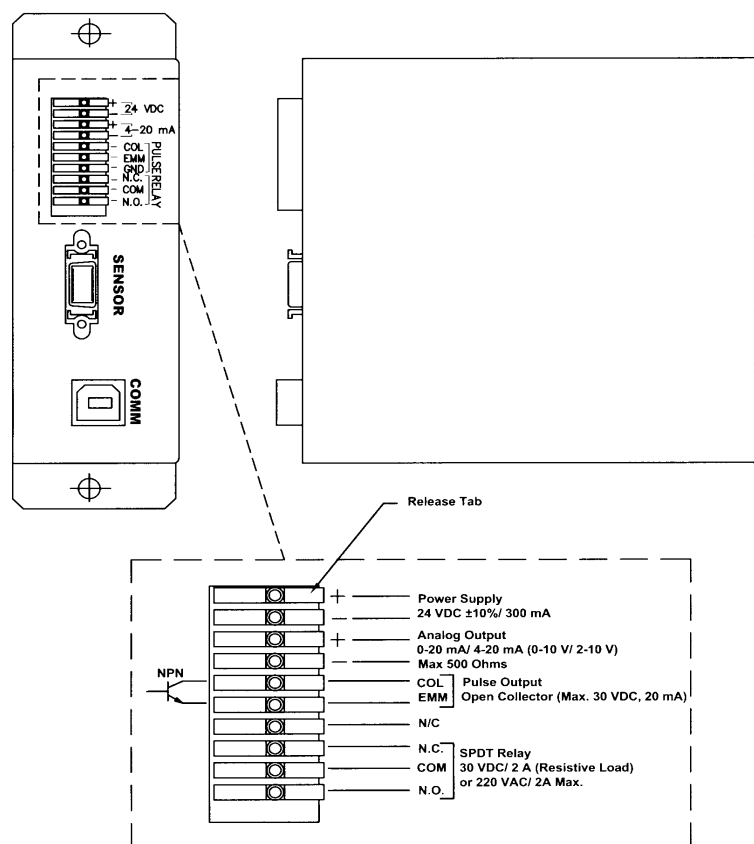 +
24 VDC
–
+
4–20 mA
–
– COL
– EMM
– GND
PULSE
– N.C.
– COM
– N.O.
RELAY
SENSOR
COMM
Release Tab
+ Power Supply
– 24 VDC ±10%/ 300 mA
+ Analog Output
0-20 mA/ 4-20 mA (0-10 V/ 2-10 V)
– Max 500 Ohms
NPN
COL Pulse Output
EMM Open Collector (Max. 30 VDC, 20 mA)
N/C
N.C. SPDT Relay
COM 30 VDC/ 2 A (Resistive Load)
or 220 VAC/ 2A Max.
N.O.